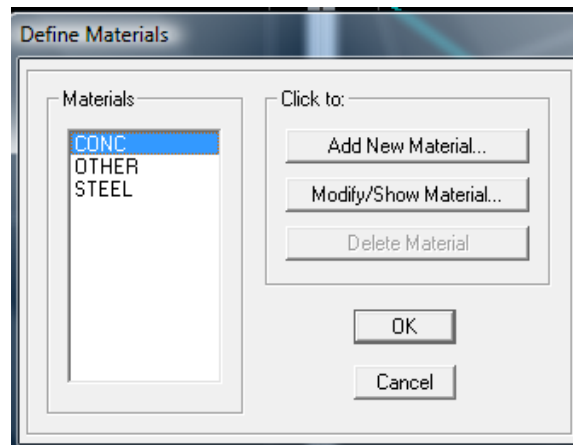 Define Materials
Materials
CONC
OTHER
STEEL
Click to:
Add New Material...
Modify/Show Material...
Delete Material
OK
Cancel